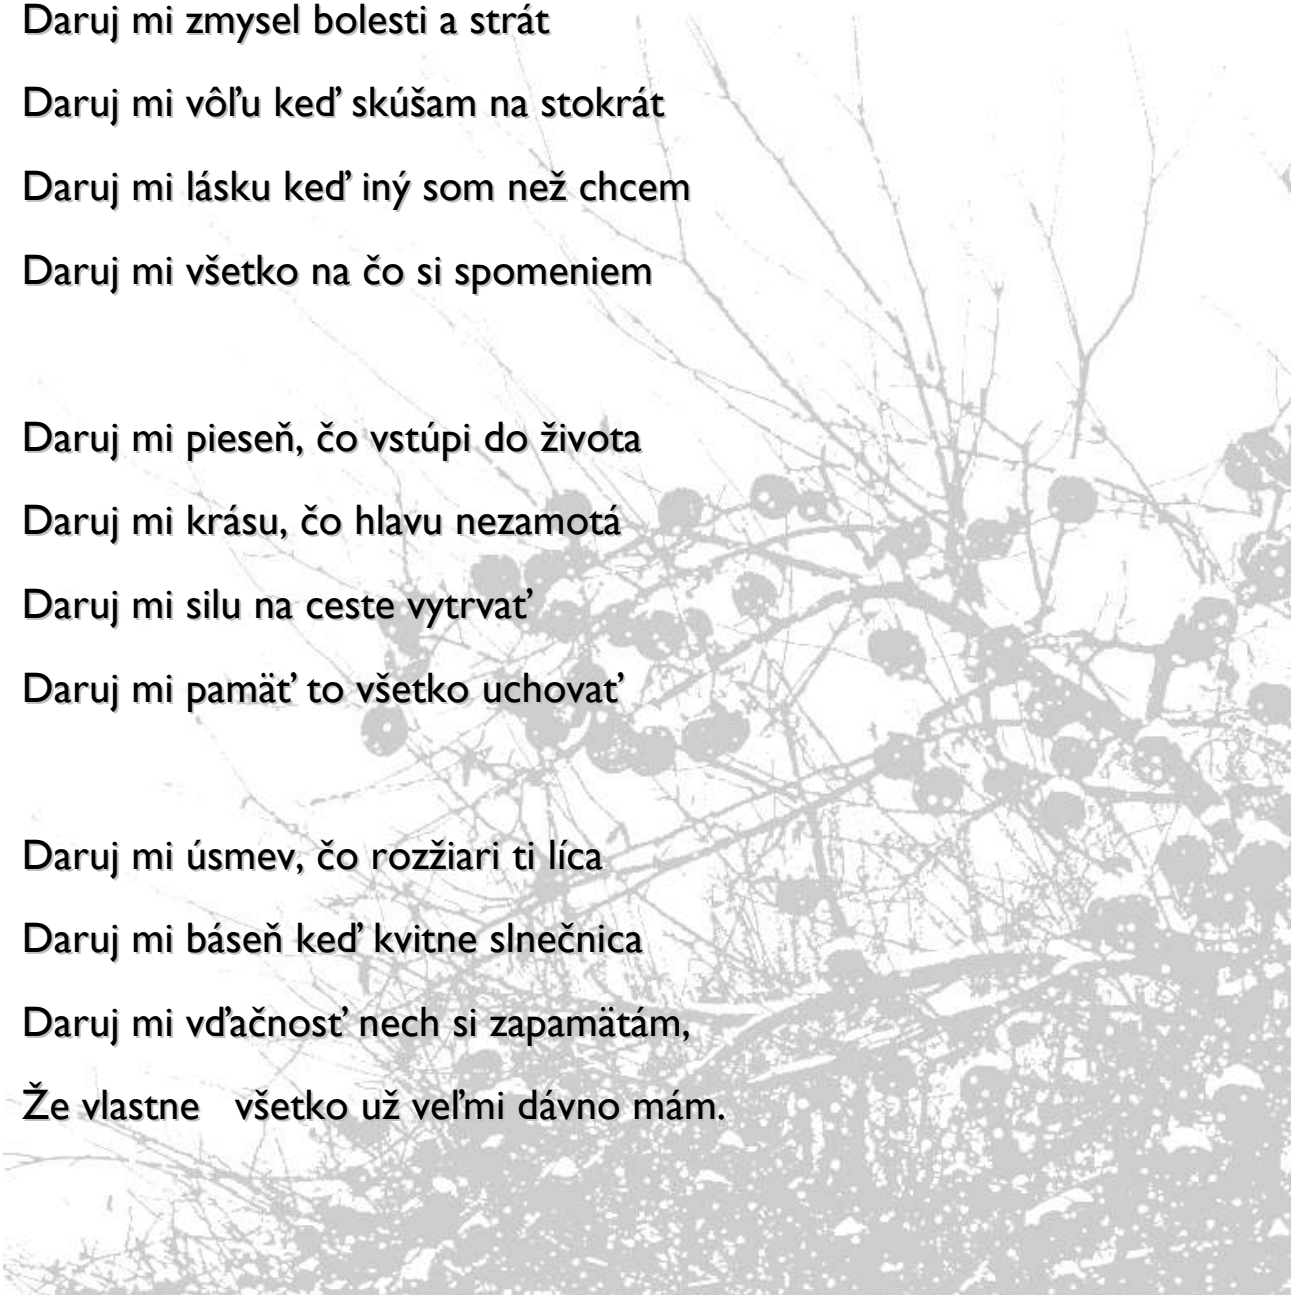 Daruj mi zmysel bolesti a strát
Daruj mi vôľu keď skúšam na stokrát
Daruj mi lásku keď iný som než chcem
Daruj mi všetko na čo si spomeniem
Daruj mi pieseň, čo vstúpi do života
Daruj mi krásu, čo hlavu nezamotá
Daruj mi silu na ceste vytrvať
Daruj mi pamäť to všetko uchovať
Daruj mi úsmev, čo rozžiari ti líca
Daruj mi báseň keď kvitne slnečnica
Daruj mi vďačnosť nech si zapamätám,
Že vlastne   všetko už veľmi dávno mám.